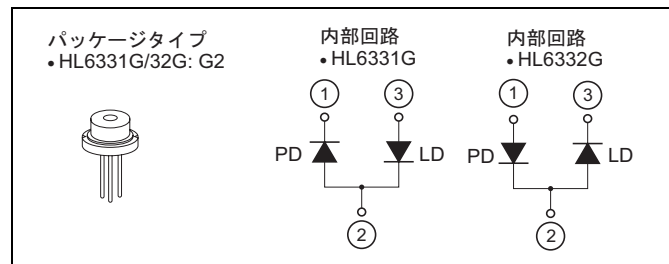 パッケージタイプ
• HL6331G/32G: G2
内部回路
• HL6331G
1 3
PD LD
2
内部回路
• HL6332G
1 3
PD LD
2